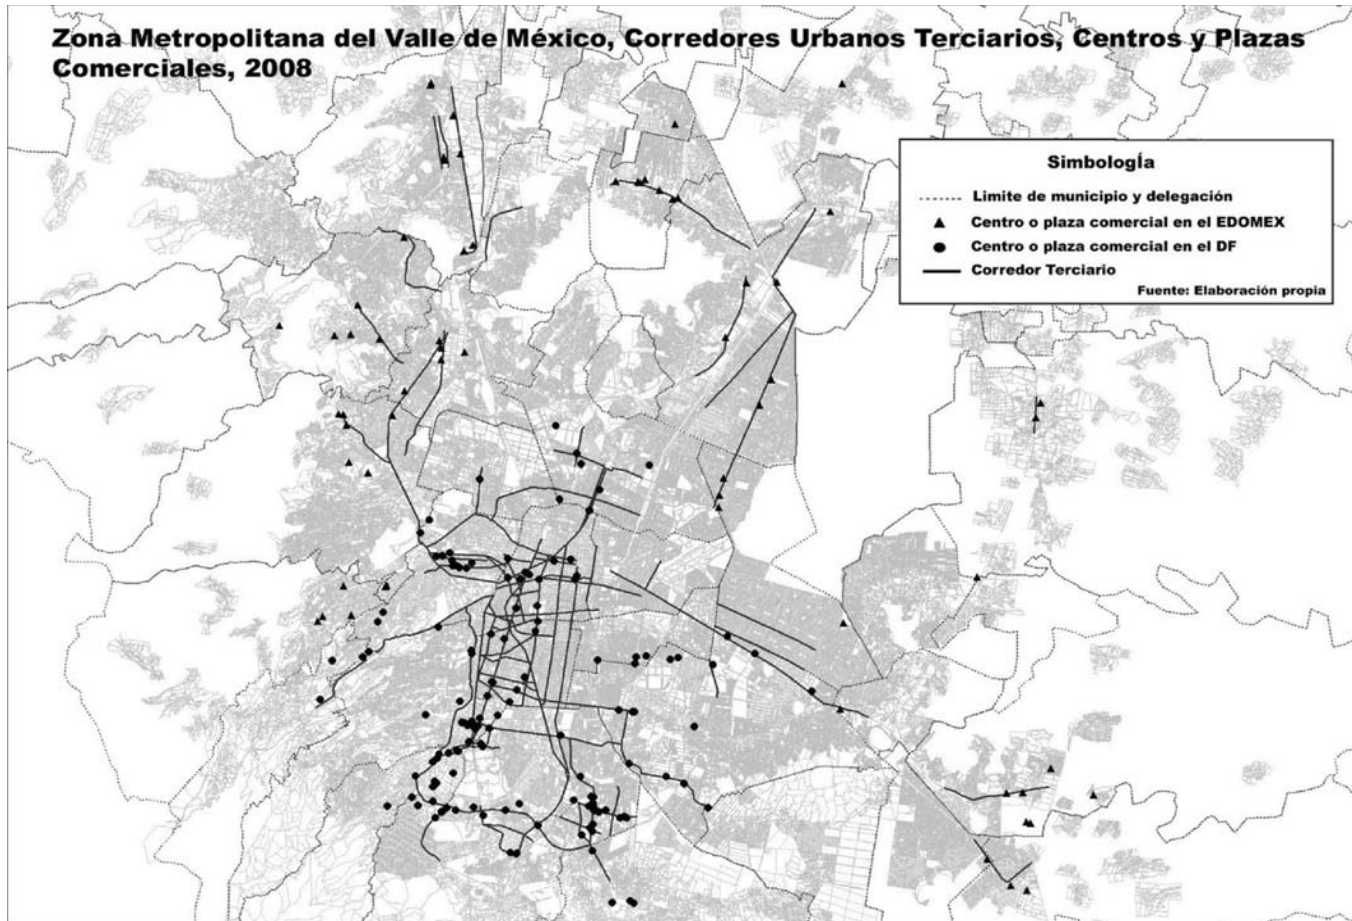 Zona Metropolitana del Valle de México, Corredores Urbanos Terciarios, Centros y Plazas
Comerciales, 2008
Simbología
Limite de municipio y delegación
Centro o plaza comercial en el EDOMEX
Centro o plaza comercial en el DF
Corredor Terciario
Fuente: Elaboración propia